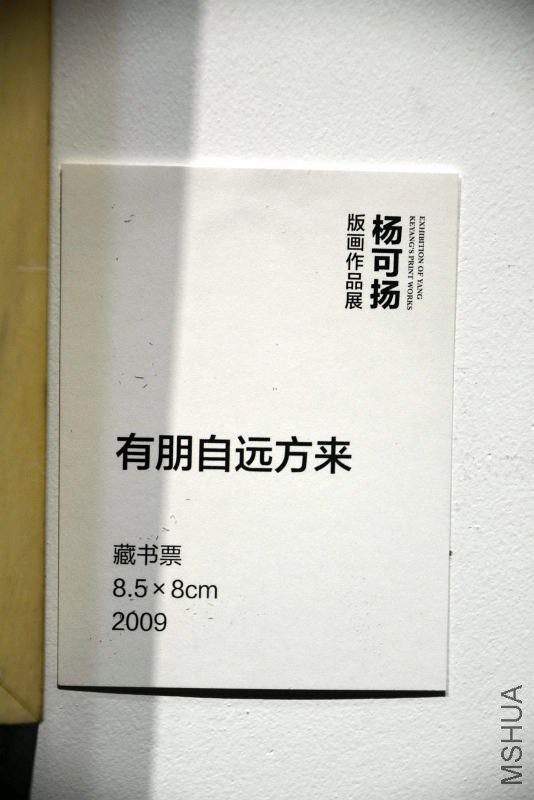 杨可扬
版画作品展
EXHIBITION OF YANG
KEYANG'S PRINT WORKS
有朋自远方来
藏书票
8.5×8cm
2009
MSHUA